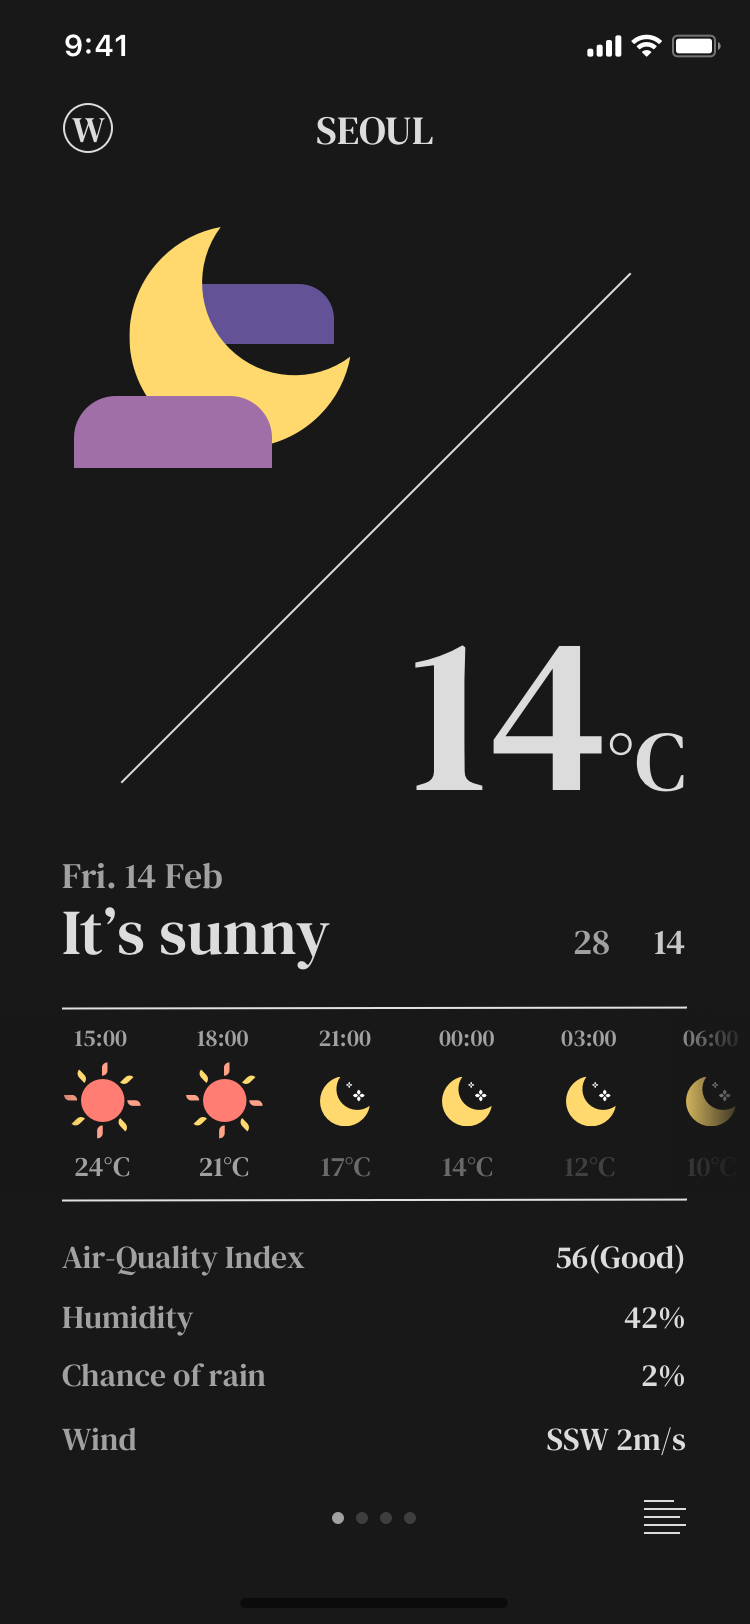 9:41
W
SEOUL
14°C
Fri. 14 Feb
It's sunny
28 14
15:00 18:00 21:00 00:00 03:00 06:00
24°C 21°C 17°C 14°C 12°C 10°C
Air-Quality Index 56(Good)
Humidity 42%
Chance of rain 2%
Wind SSW 2m/s